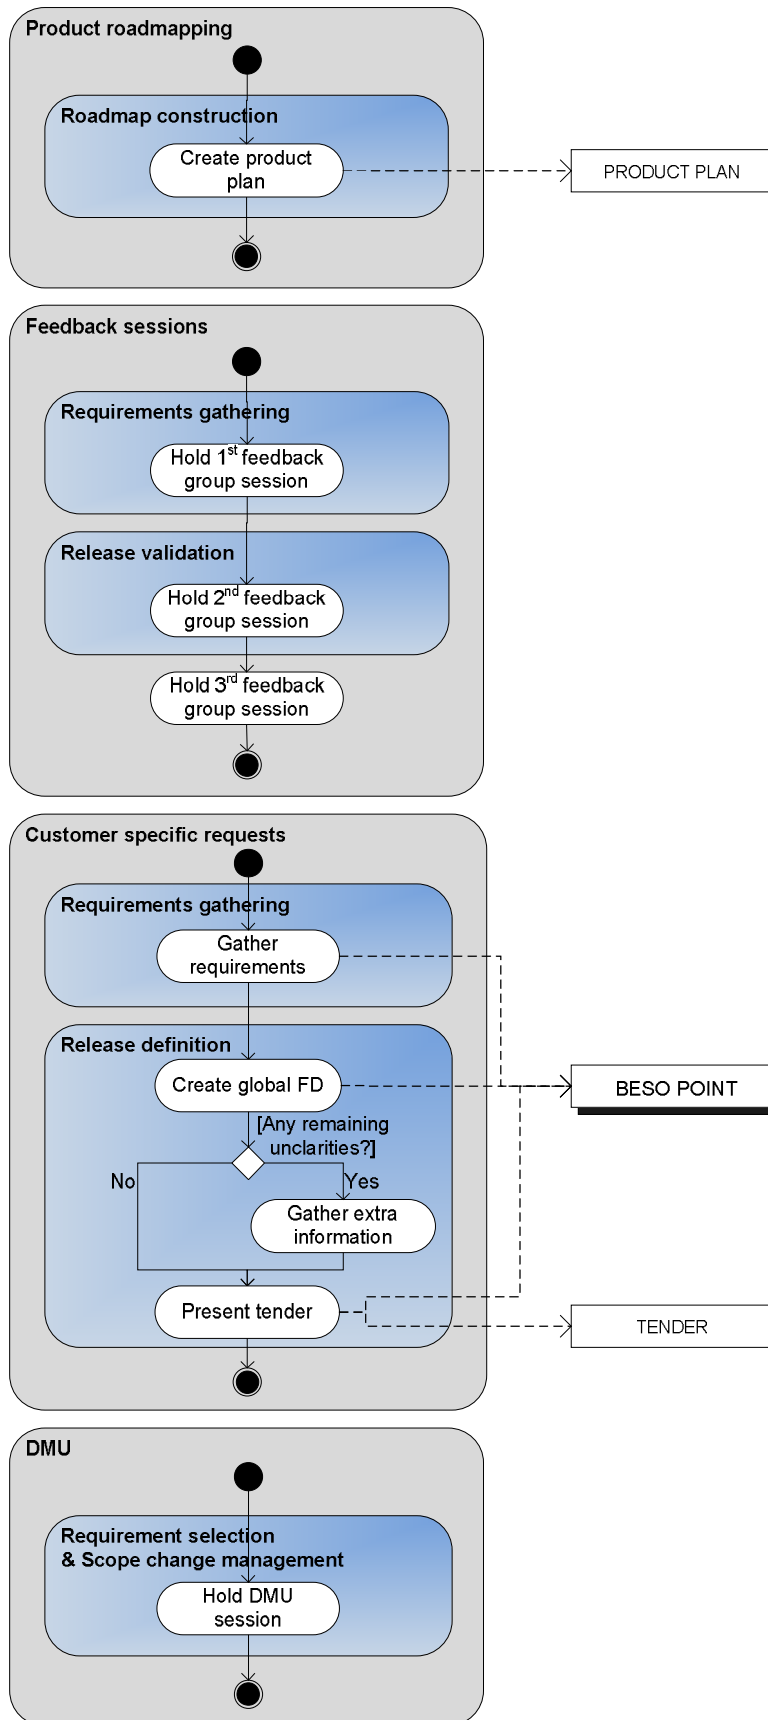 Product roadmapping
Roadmap construction
Create product
plan
PRODUCT PLAN
Feedback sessions
Requirements gathering
Hold 1st feedback
group session
Release validation
Hold 2nd feedback
group session
Hold 3rd feedback
group session
Customer specific requests
Requirements gathering
Gather
requirements
Release definition
Create global FD
BESO POINT
[Any remaining
unclarities?]
No
Yes
Gather extra
information
Present tender
TENDER
DMU
Requirement selection
& Scope change management
Hold DMU
session